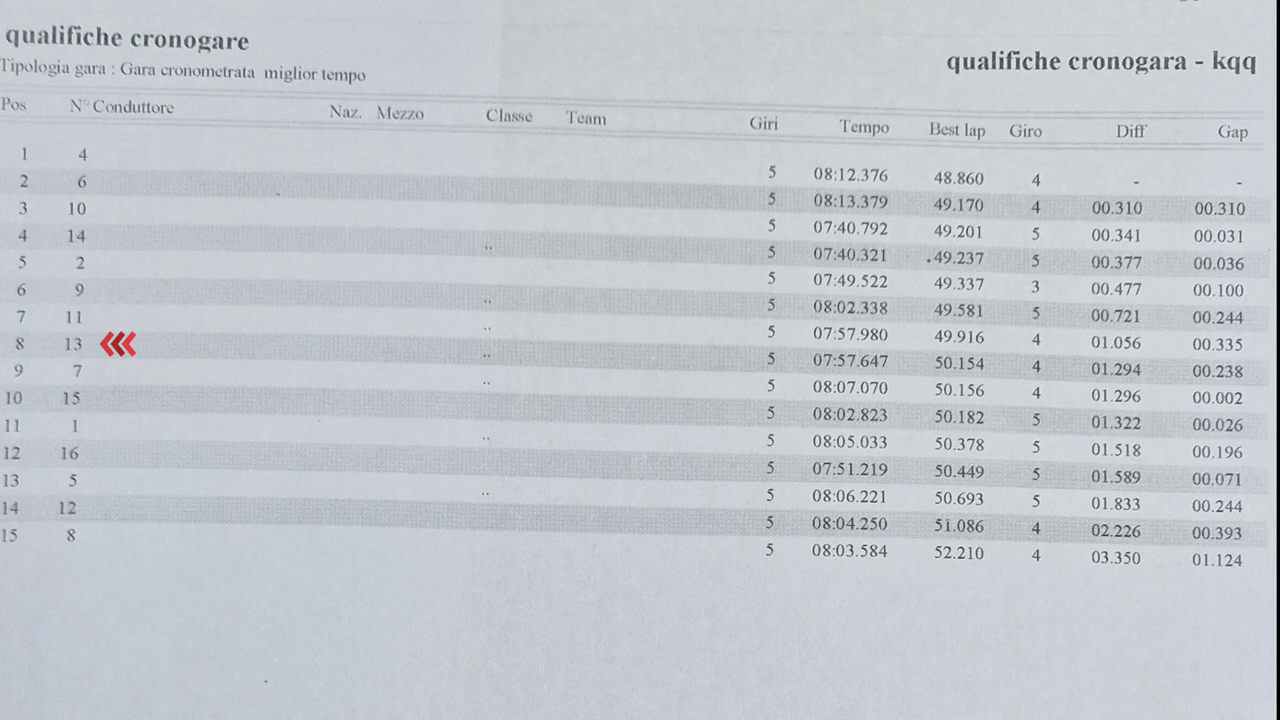 qualifiche cronogare
qualifiche cronogara - kqq
Tipologia gara : Gara cronometrata miglior tempo
Pos N° Conduttore Naz. Mezzo Classe Team Giri Tempo Best lap Giro Diff Gap
1 4 5 08:12.376 48.860 4 - -
2 6 5 08:13.379 49.170 4 00.310 00.310
3 10 5 07:40.792 49.201 5 00.341 00.031
4 14 .. 5 07:40.321 49.237 5 00.377 00.036
5 2 5 07:49.522 49.337 3 00.477 00.100
6 9 .. 5 08:02.338 49.581 5 00.721 00.244
7 11 .. 5 07:57.980 49.916 4 01.056 00.335
8 13 .. 5 07:57.647 50.154 4 01.294 00.238
9 7 .. 5 08:07.070 50.156 4 01.296 00.002
10 15 5 08:02.823 50.182 5 01.322 00.026
11 1 .. 5 08:05.033 50.378 5 01.518 00.196
12 16 5 07:51.219 50.449 5 01.589 00.071
13 5 .. 5 08:06.221 50.693 5 01.833 00.244
14 12 5 08:04.250 51.086 4 02.226 00.393
15 8 5 08:03.584 52.210 4 03.350 01.124